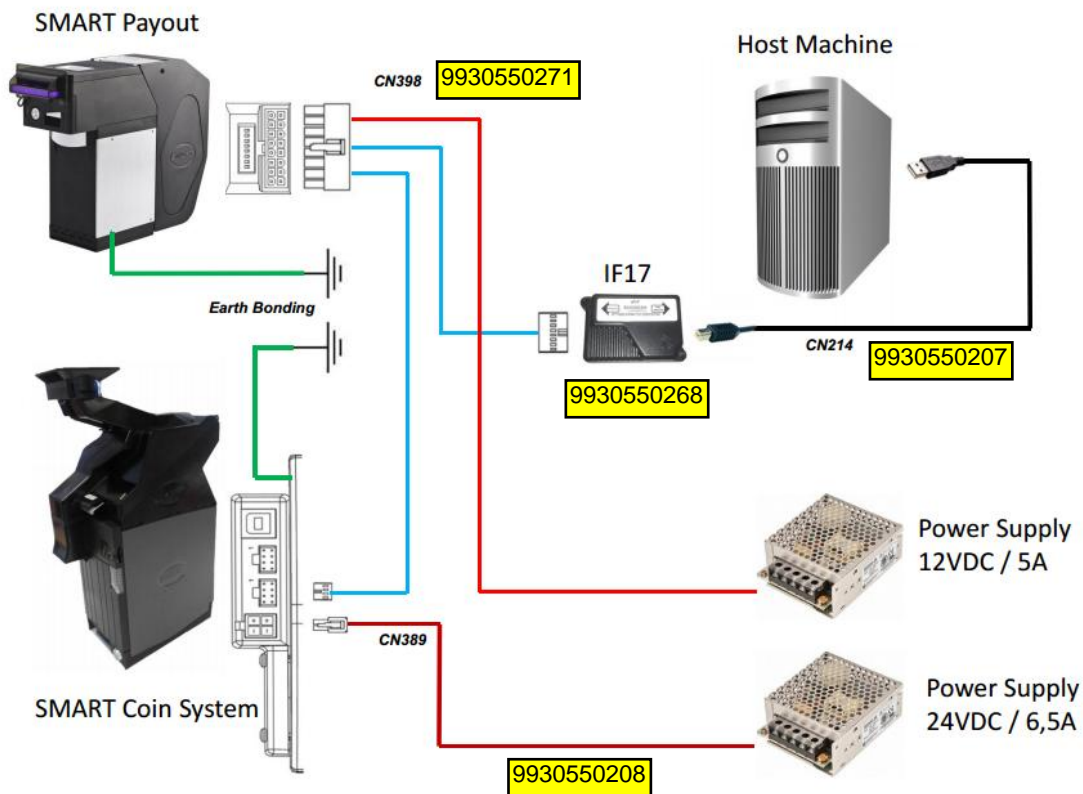 SMART Payout
CN398
9930550271
Host Machine
Earth Bonding
IF17
CN214
9930550207
9930550268
Power Supply
12VDC / 5A
CN389
SMART Coin System
Power Supply
24VDC / 6,5A
9930550208